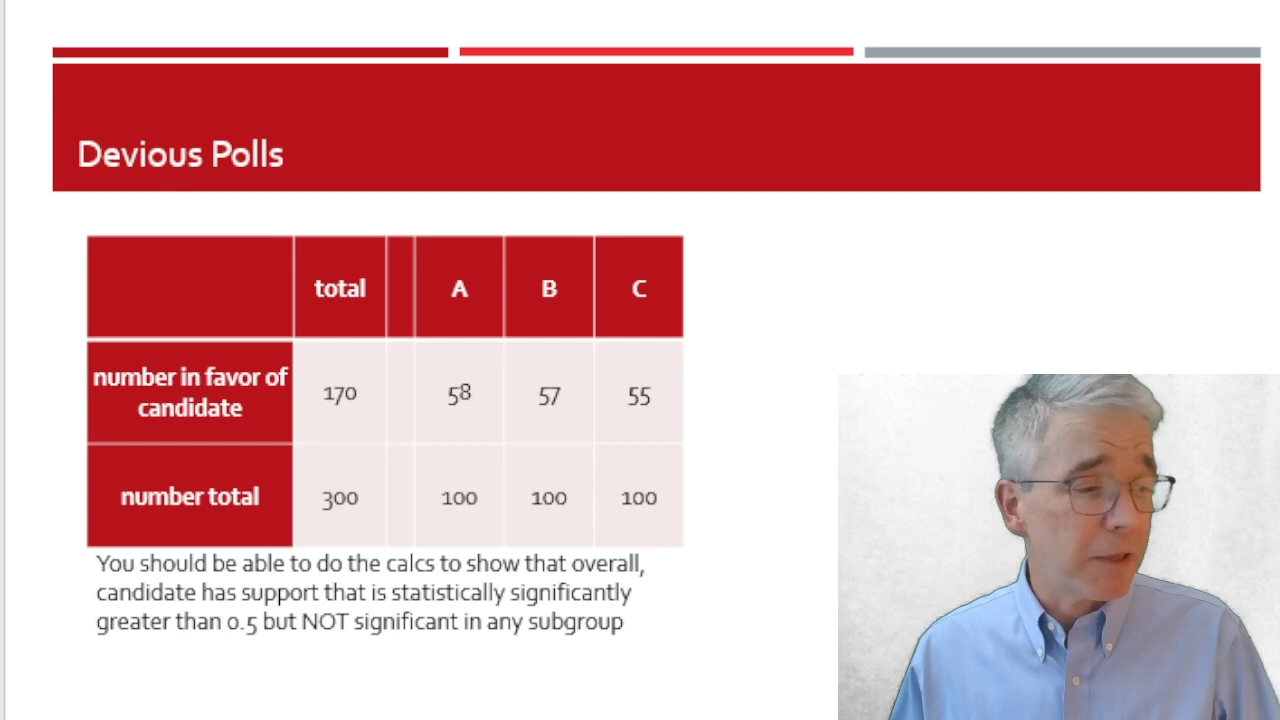 Devious Polls
total A B C
number in favor of
candidate
170 58 57 55
number total 300 100 100 100
You should be able to do the calcs to show that overall,
candidate has support that is statistically significantly
greater than 0.5 but NOT significant in any subgroup